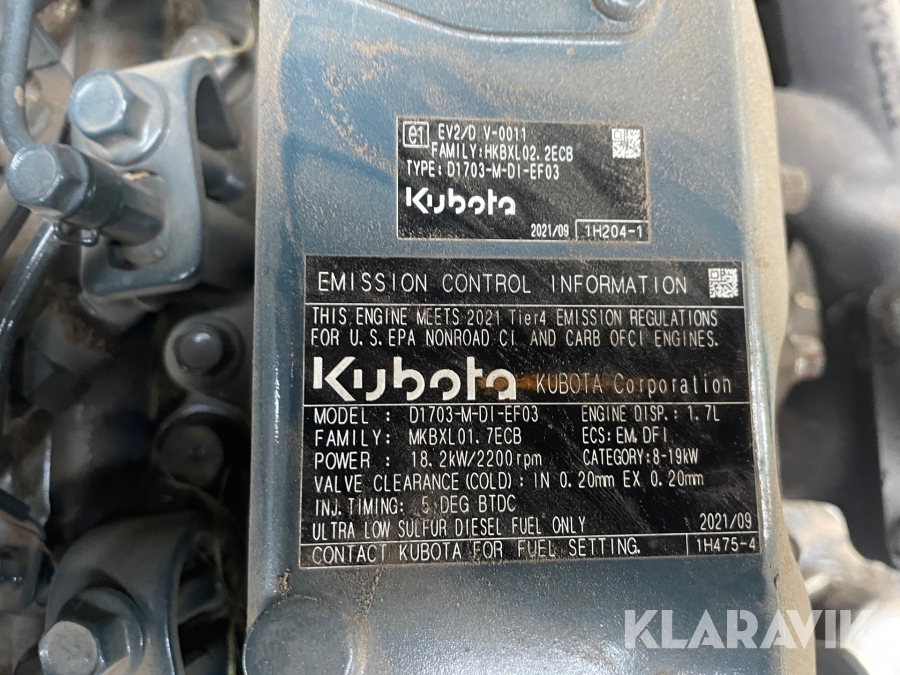 e1 EV2/D V-0011
FAMILY:HKBXL02.2ECB
TYPE: D1703-M-DI-EF03
Kubota
2021/09 1H204-1
EMISSION CONTROL INFORMATION
THIS ENGINE MEETS 2021 Tier4 EMISSION REGULATIONS
FOR U.S.EPA NONROAD CI AND CARB OFCI ENGINES.
Kubota KUBOTA Corporation
MODEL : D1703-M-DI-EF03 ENGINE DISP.: 1.7L
FAMILY: MKBXL01.7ECB ECS: EM, DFI
POWER : 18.2kW/2200rpm CATEGORY:8-19kW
VALVE CLEARANCE (COLD) : IN 0.20mm EX 0.20mm
INJ.TIMING: 5 DEG BTDC
ULTRA LOW SULFUR DIESEL FUEL ONLY 2021/09
CONTACT KUBOTA FOR FUEL SETTING. 1H475-4
KLARAVIK